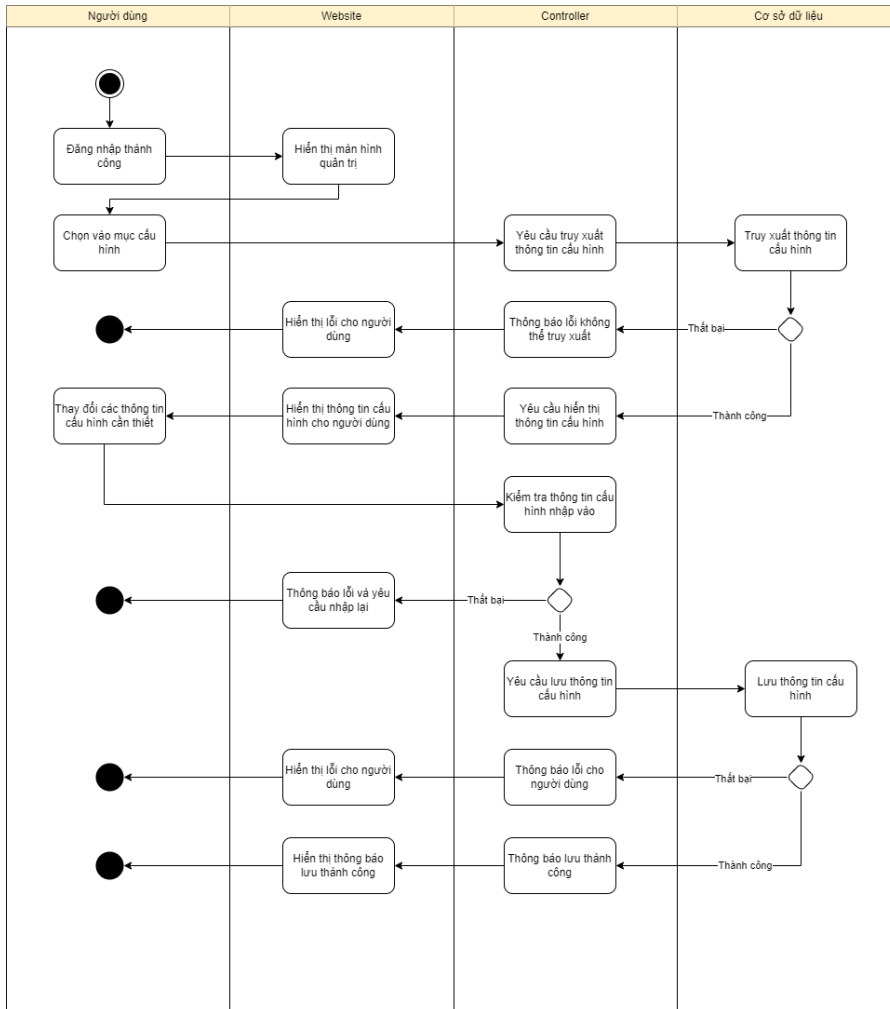 Người dùng
Website
Controller
Cơ sở dữ liệu
Đăng nhập thành
công
Hiển thị màn hình
quản trị
Chọn vào mục cấu
hình
Yêu cầu truy xuất
thông tin cấu hình
Truy xuất thông tin
cấu hình
Hiển thị lỗi cho người
dùng
Thông báo lỗi không
thể truy xuất
Thất bại
Thay đổi các thông tin
cấu hình cần thiết
Hiển thị thông tin cấu
hình cho người dùng
Yêu cầu hiển thị
thông tin cấu hình
Thành công
Kiểm tra thông tin cấu
hình nhập vào
Thông báo lỗi và yêu
cầu nhập lại
Thất bại
Thành công
Yêu cầu lưu thông tin
cấu hình
Lưu thông tin cấu
hình
Hiển thị lỗi cho người
dùng
Thông báo lỗi cho
người dùng
Thất bại
Hiển thị thông báo
lưu thành công
Thông báo lưu thành
công
Thành công